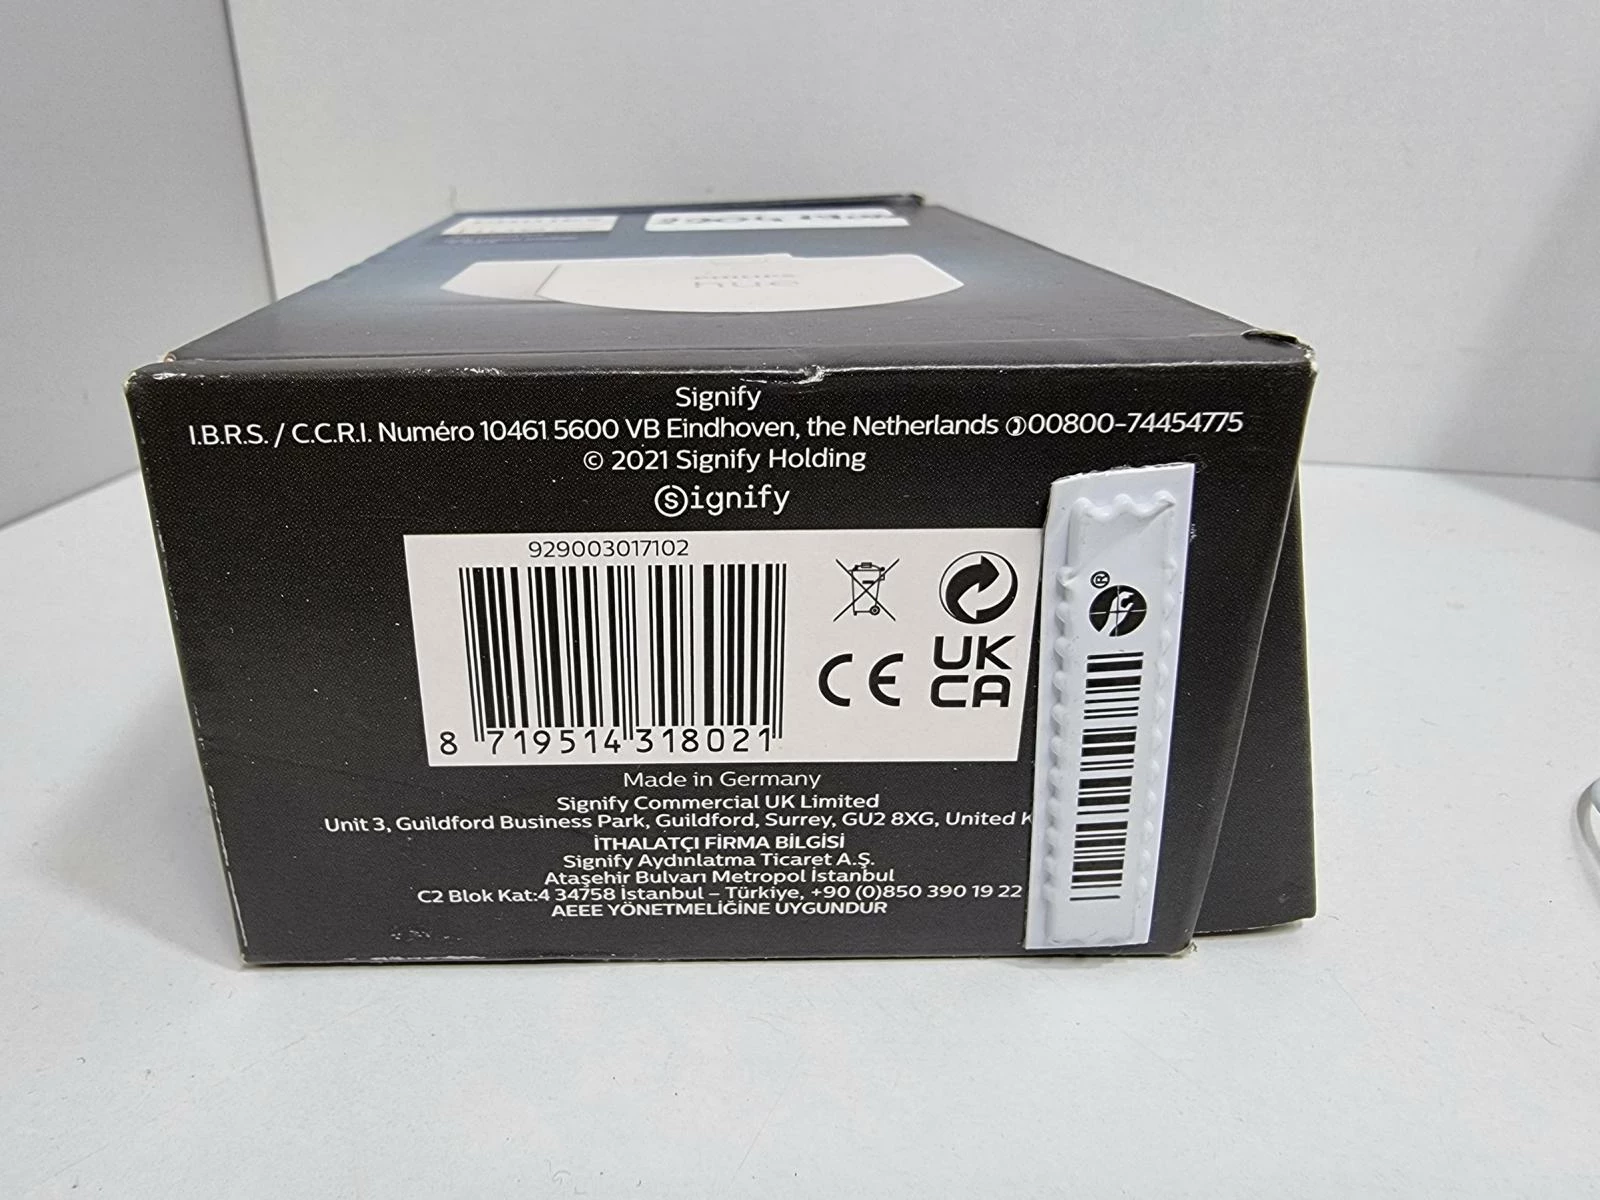 hue
Signify
I.B.R.S. / C.C.R.I. Numéro 10461 5600 VB Eindhoven, the Netherlands 00800-74454775
© 2021 Signify Holding
signify
929003017102
8 719514 318021
CE
UK
CA
R
Made in Germany
Signify Commercial UK Limited
Unit 3, Guildford Business Park, Guildford, Surrey, GU2 8XG, United
İTHALATÇI FİRMA BİLGİSİ
Signify Aydınlatma Ticaret A.Ş.
Ataşehir Bulvarı Metropol İstanbul
C2 Blok Kat:4 34758 İstanbul – Türkiye, +90 (0)850 390 19 22
AEEE YÖNETMELİĞİNE UYGUNDUR